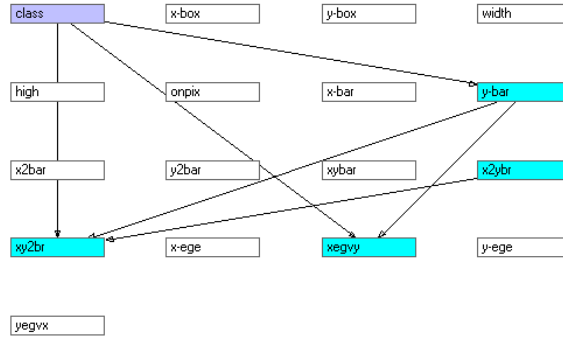 class
x-box
y-box
width
high
onpix
x-bar
y-bar
x2bar
y2bar
xybar
x2ybr
xy2br
x-ege
xegvy
y-ege
yegvx